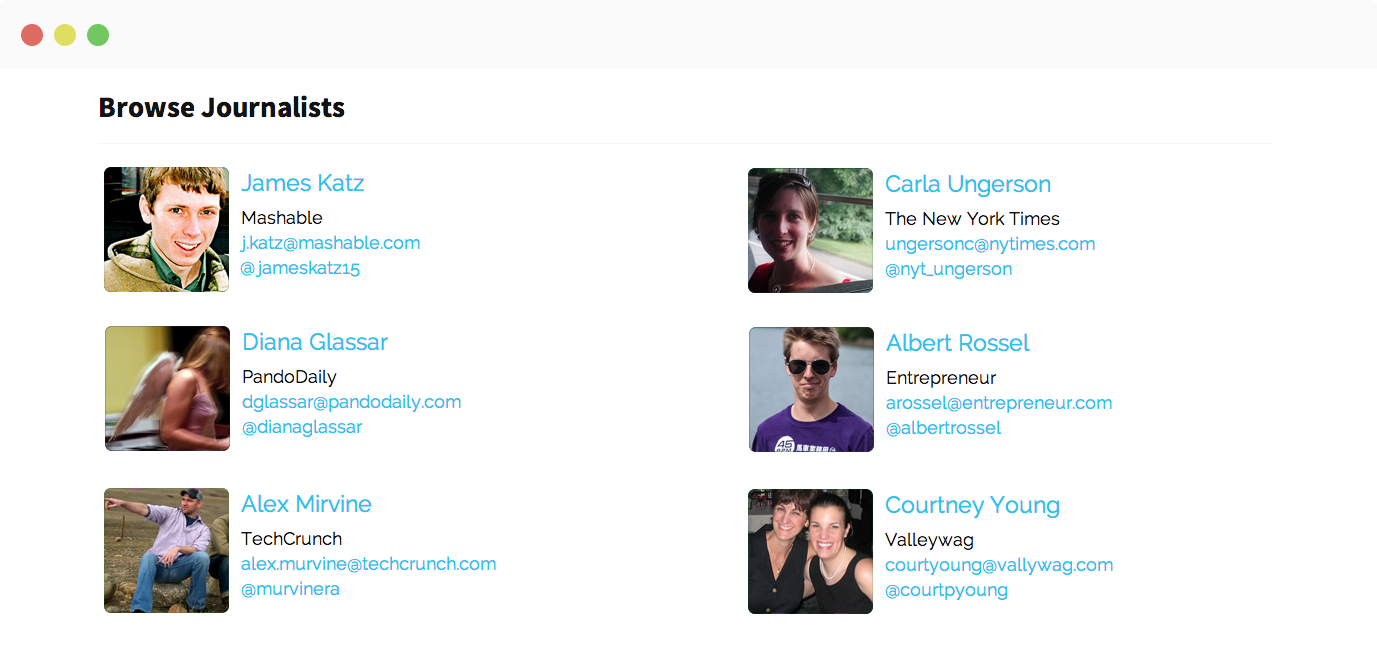 Browse Journalists
James Katz
Mashable
j.katz@mashable.com
@jameskatz15
Carla Ungerson
The New York Times
ungersonc@nytimes.com
@nyt_ungerson
Diana Glassar
PandoDaily
dglassar@pandodaily.com
@dianaglassar
Albert Rossel
Entrepreneur
arossel@entrepreneur.com
@albertrossel
45
Alex Mirvine
TechCrunch
alex.murvine@techcrunch.com
@murvinera
Courtney Young
Valleywag
courtyoung@vallywag.com
@courtpyoung